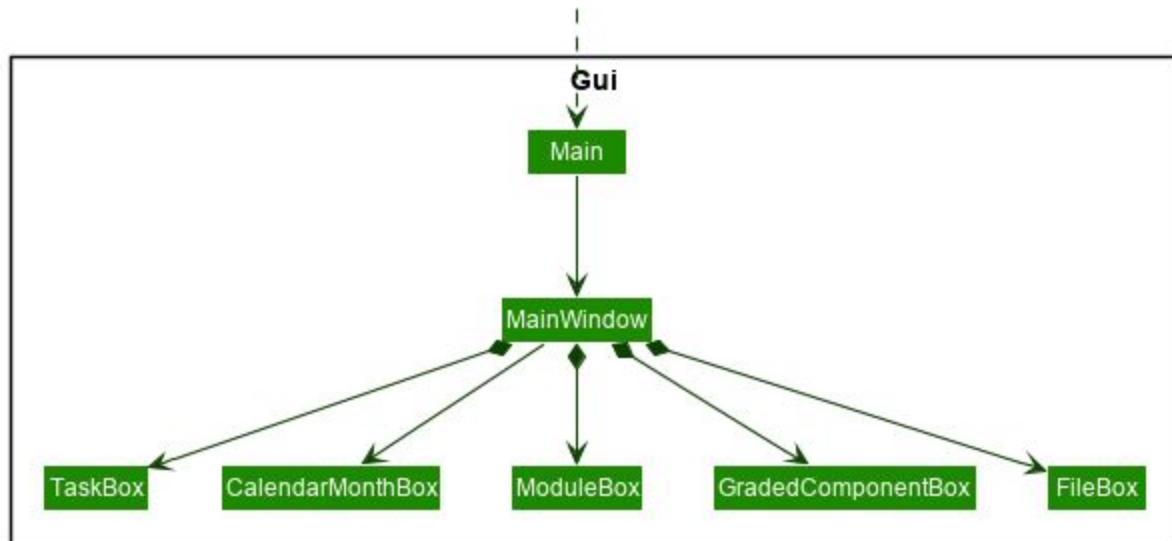 Gui
Main
MainWindow
TaskBox
CalendarMonthBox
ModuleBox
GradedComponentBox
FileBox